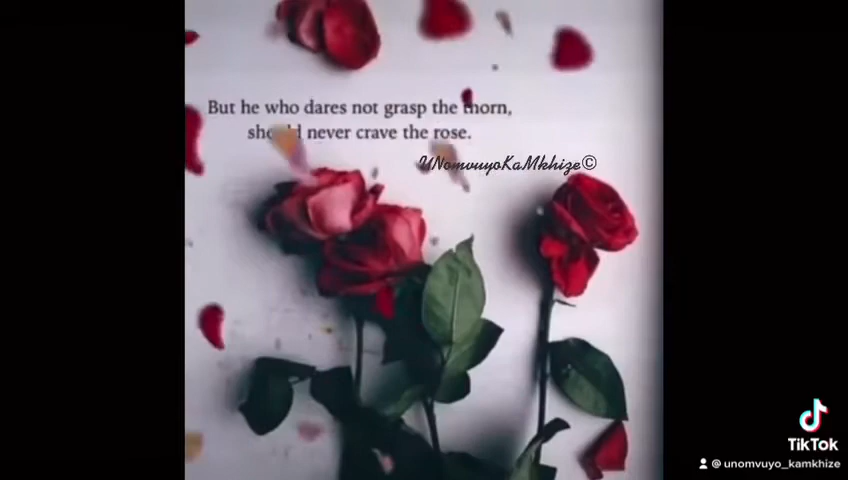 But he who dares not grasp the thorn,
should never crave the rose.
UNomvuyoKaMkhize©
TikTok
@unomvuyo_kamkhize